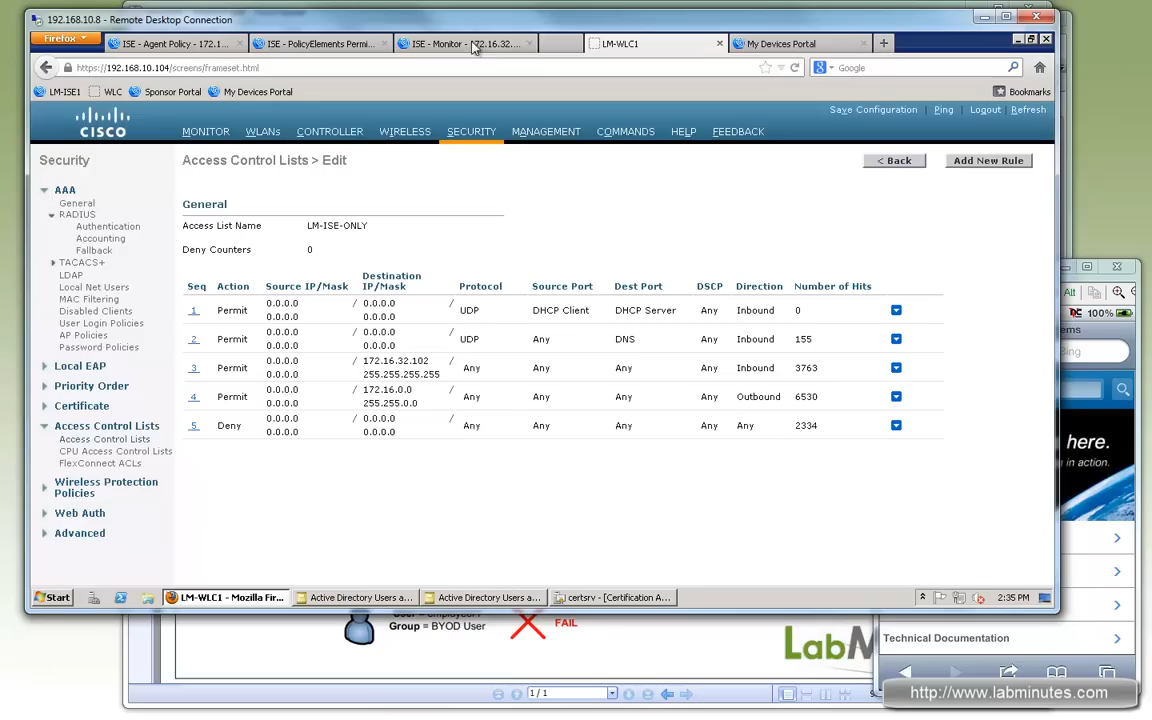 192.168.10.8 - Remote Desktop Connection
Firefox
ISE - Agent Policy - 172.1...
ISE - PolicyElements Permi...
ISE - Monitor - 172.16.32....
LM-WLC1
My Devices Portal
https://192.168.10.104/screens/frameset.html
Google
LM-ISE1
WLC
Sponsor Portal
My Devices Portal
Bookmarks
Save Configuration
Ping
Logout
Refresh
CISCO
MONITOR
WLANs
CONTROLLER
WIRELESS
SECURITY
MANAGEMENT
COMMANDS
HELP
FEEDBACK
Security
AAA
General
RADIUS
Authentication
Accounting
Fallback
TACACS+
LDAP
Local Net Users
MAC Filtering
Disabled Clients
User Login Policies
AP Policies
Password Policies
Local EAP
Priority Order
Certificate
Access Control Lists
Access Control Lists
CPU Access Control Lists
FlexConnect ACLs
Wireless Protection
Policies
Web Auth
Advanced
Access Control Lists > Edit
< Back
Add New Rule
General
Access List Name LM-ISE-ONLY
Deny Counters 0
Seq Action Source IP/Mask Destination IP/Mask Protocol Source Port Dest Port DSCP Direction Number of Hits
1 Permit 0.0.0.0 / 0.0.0.0 0.0.0.0 / 0.0.0.0 UDP DHCP Client DHCP Server Any Inbound 0
2 Permit 0.0.0.0 / 0.0.0.0 0.0.0.0 / 0.0.0.0 UDP Any DNS Any Inbound 155
3 Permit 0.0.0.0 / 0.0.0.0 172.16.32.102 / 255.255.255.255 Any Any Any Any Inbound 3763
4 Permit 0.0.0.0 / 0.0.0.0 172.16.0.0 / 255.255.0.0 Any Any Any Any Outbound 6530
5 Deny 0.0.0.0 / 0.0.0.0 0.0.0.0 / 0.0.0.0 Any Any Any Any Any 2334
Start
LM-WLC1 - Mozilla Fir...
Active Directory Users a...
Active Directory Users a...
certsrv - [Certification A...
2:35 PM
Group = BYOD User
FAIL
LabM
1 / 1
Alt
100%
ems
ing
here.
g in action.
Technical Documentation
http://www.labminutes.com